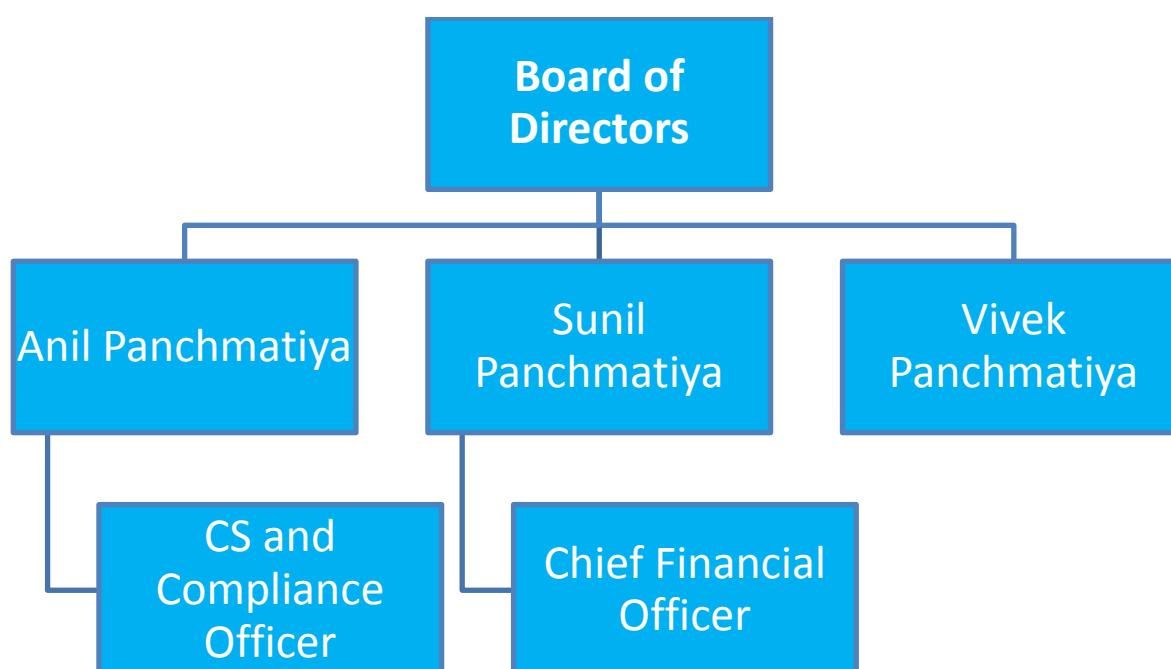 Board of
Directors
Anil Panchmatiya
Sunil
Panchmatiya
Vivek
Panchmatiya
CS and
Compliance
Officer
Chief Financial
Officer